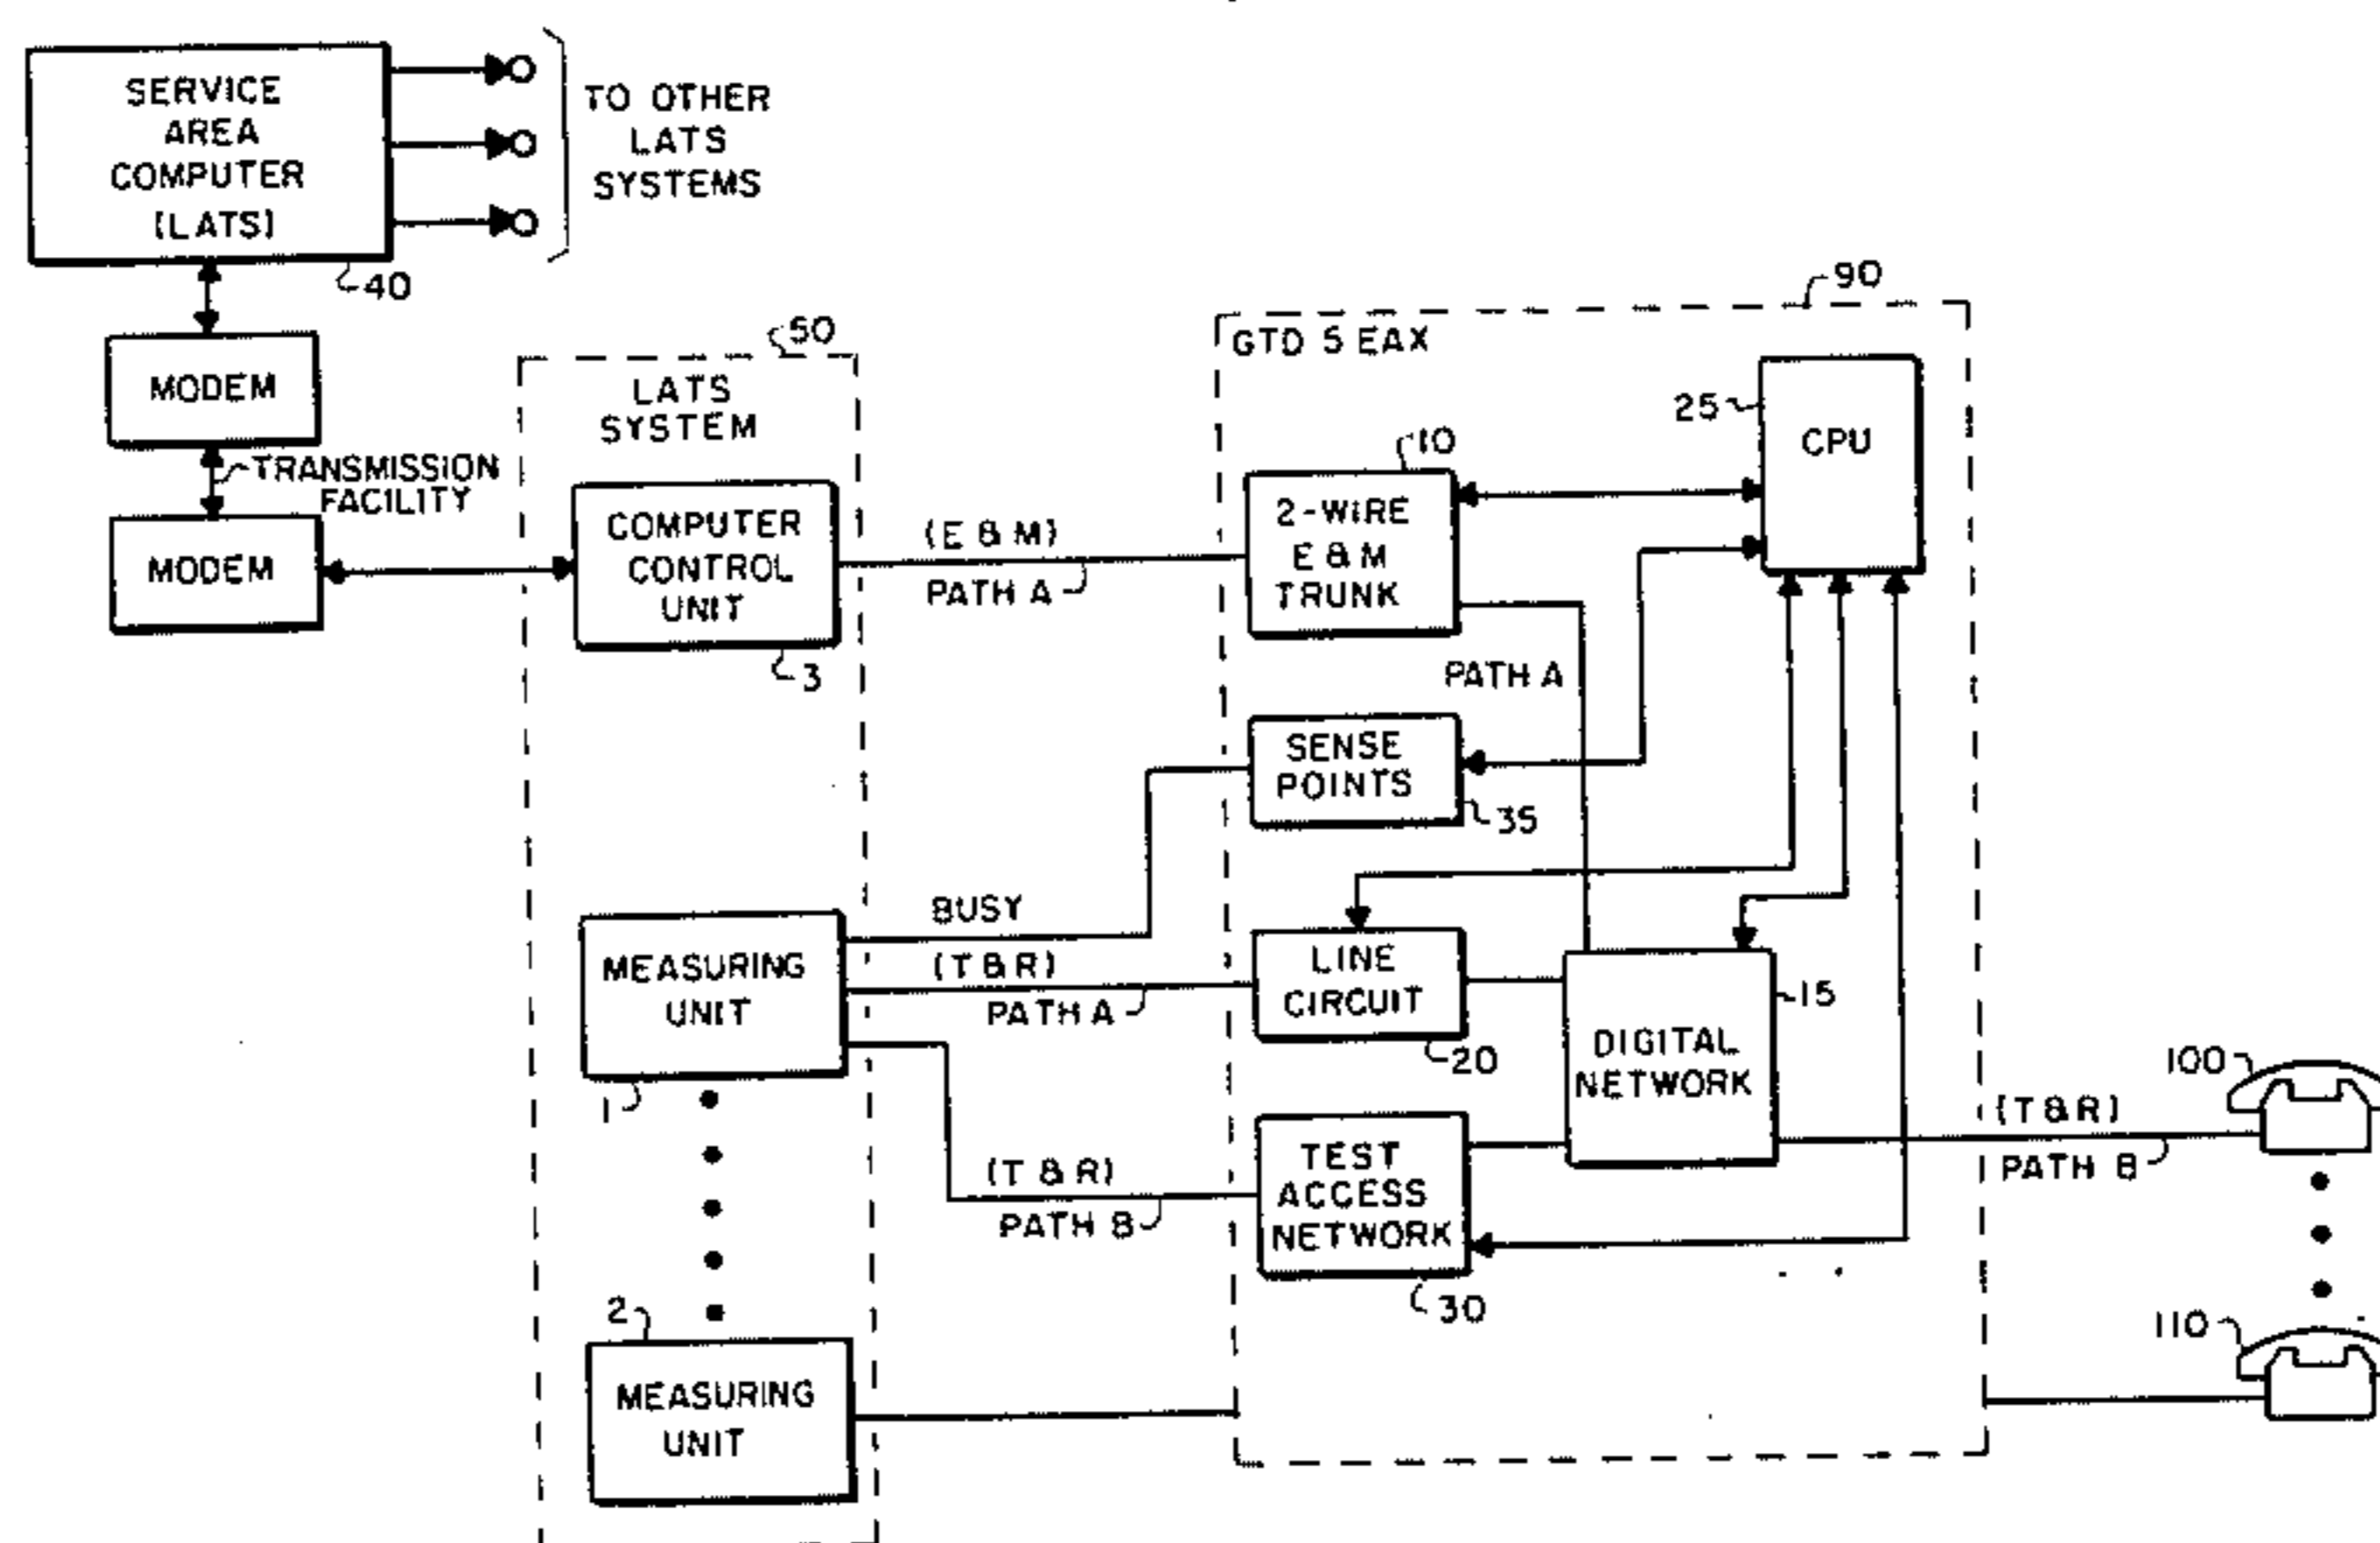 SERVICE
AREA
COMPUTER
(LATS)
TO OTHER
LATS
SYSTEMS
40
MODEM
TRANSMISSION
FACILITY
MODEM
50
LATS
SYSTEM
COMPUTER
CONTROL
UNIT
3
(E & M)
PATH A
BUSY
(T & R)
PATH A
MEASURING
UNIT
1
(T & R)
PATH B
2
MEASURING
UNIT
90
GTD 5 EAX
25
CPU
10
2-WIRE
E & M
TRUNK
PATH A
SENSE
POINTS
35
LINE
CIRCUIT
20
15
DIGITAL
NETWORK
TEST
ACCESS
NETWORK
30
100
(T & R)
PATH B
110